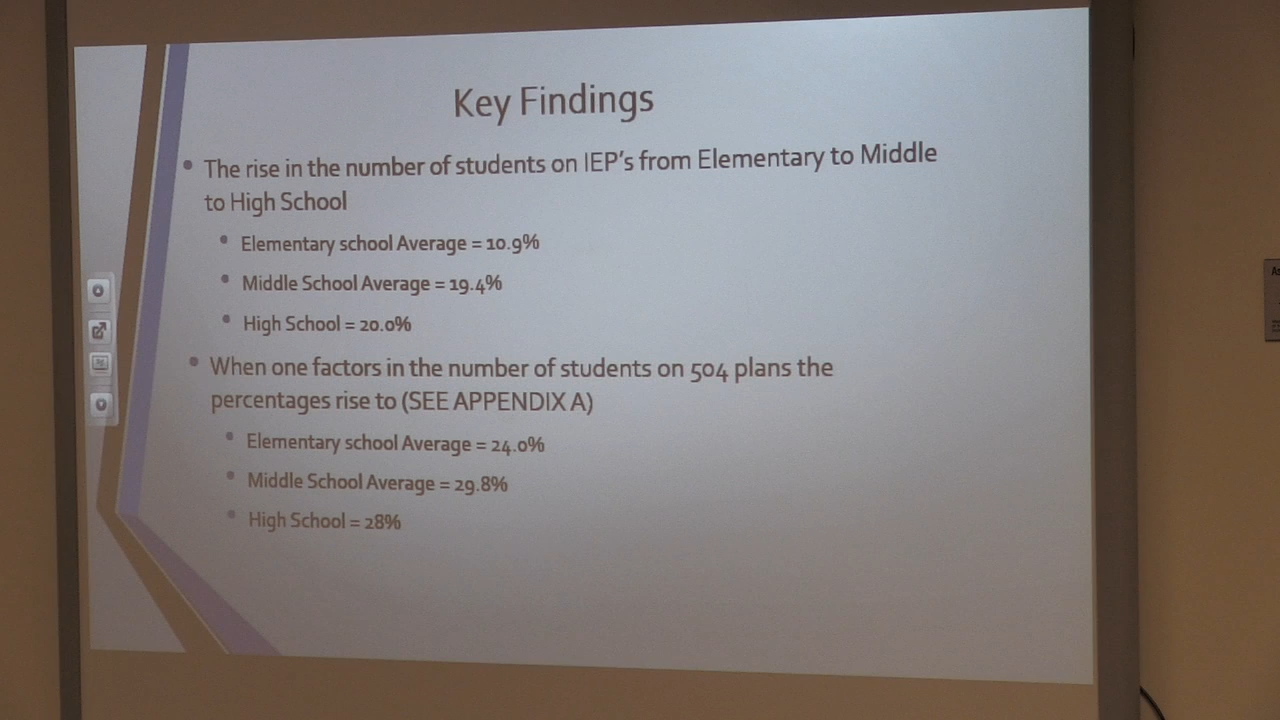 Key Findings
• The rise in the number of students on IEP's from Elementary to Middle
to High School
• Elementary school Average = 10.9%
• Middle School Average = 19.4%
• High School = 20.0%
• When one factors in the number of students on 504 plans the
percentages rise to (SEE APPENDIX A)
• Elementary school Average = 24.0%
• Middle School Average = 29.8%
• High School = 28%